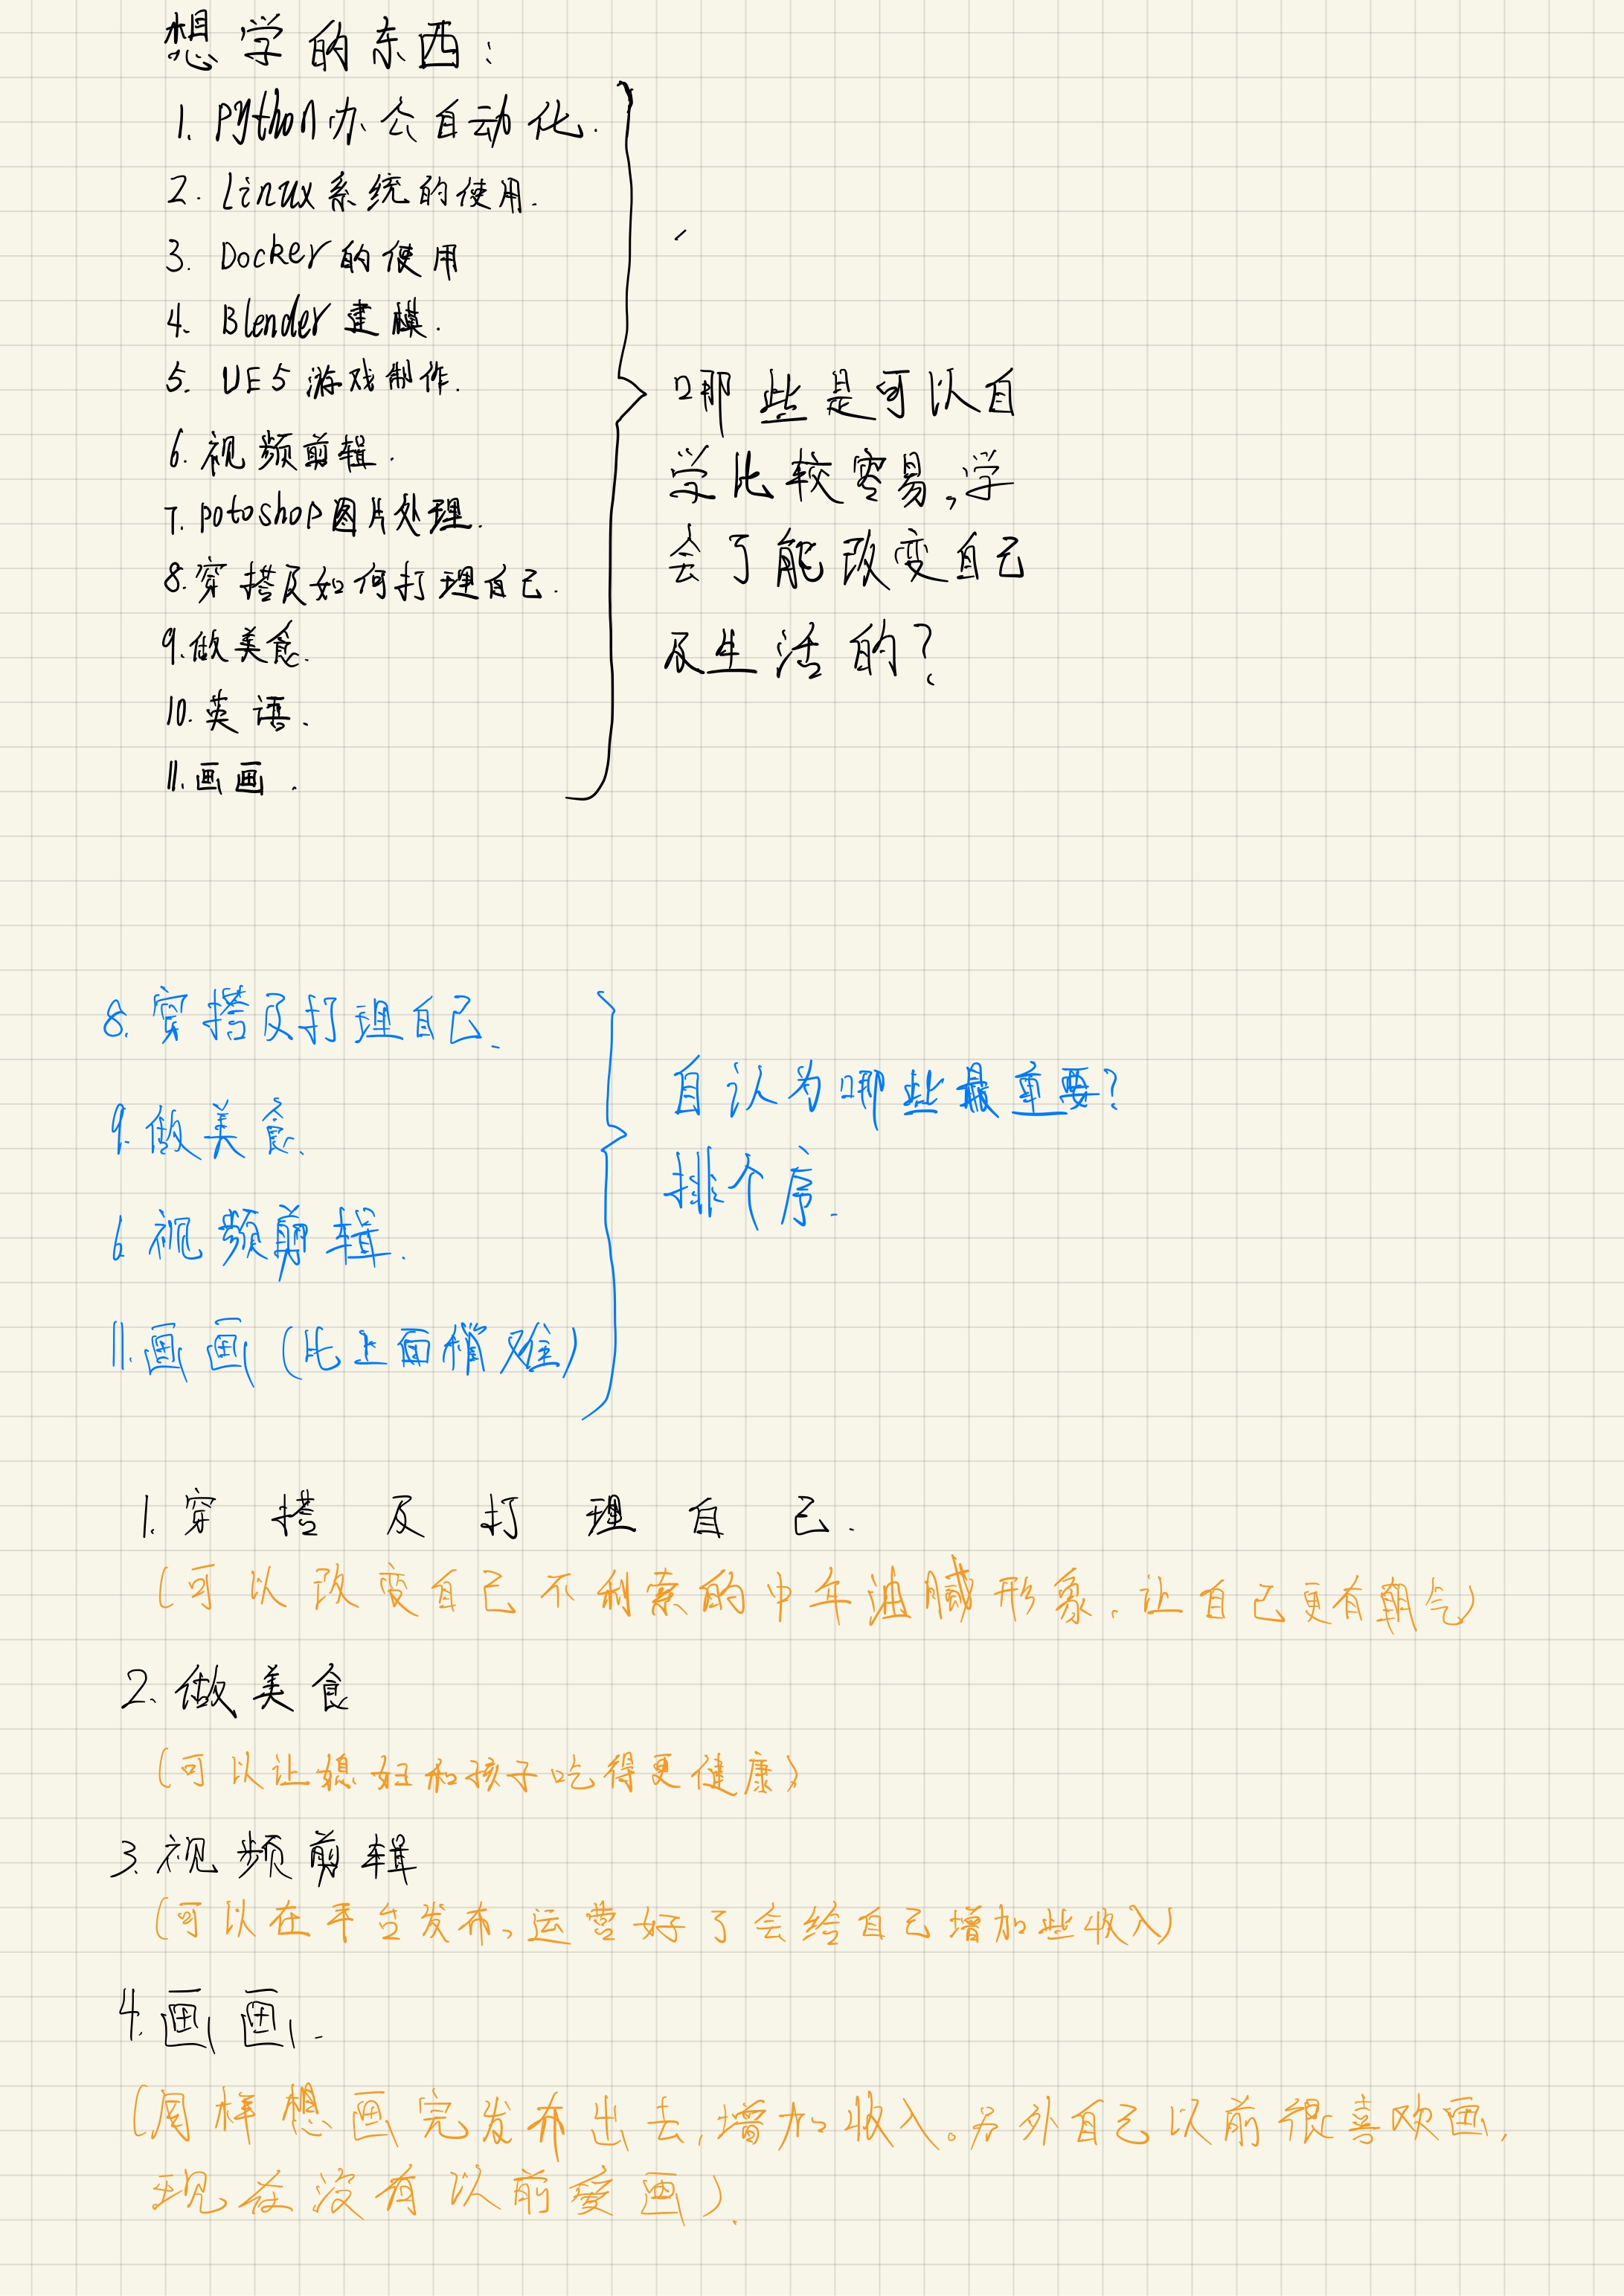 想学的东西:
1. python办公自动化.
2. Linux系统的使用.
3. Docker的使用
4. Blender建模.
5. UE5游戏制作.
6. 视频剪辑.
7. potoshop图片处理.
8. 穿搭及如何打理自己.
9. 做美食.
10. 英语.
11. 画画.
哪些是可以自
学比较容易,学
会了能改变自己
及生活的?
8. 穿搭及打理自己.
9. 做美食.
6. 视频剪辑.
11. 画画(比上面稍难)
自认为哪些最重要?
排个序.
1. 穿搭及打理自己.
(可以改变自己不利索的中年油腻形象,让自己更有朝气)
2. 做美食
(可以让媳妇和孩子吃得更健康)
3. 视频剪辑
(可以在平台发布,运营好了会给自己增加些收入)
4. 画画.
(同样想画完发布出去,增加收入。另外自己以前很喜欢画,
现在没有以前爱画).